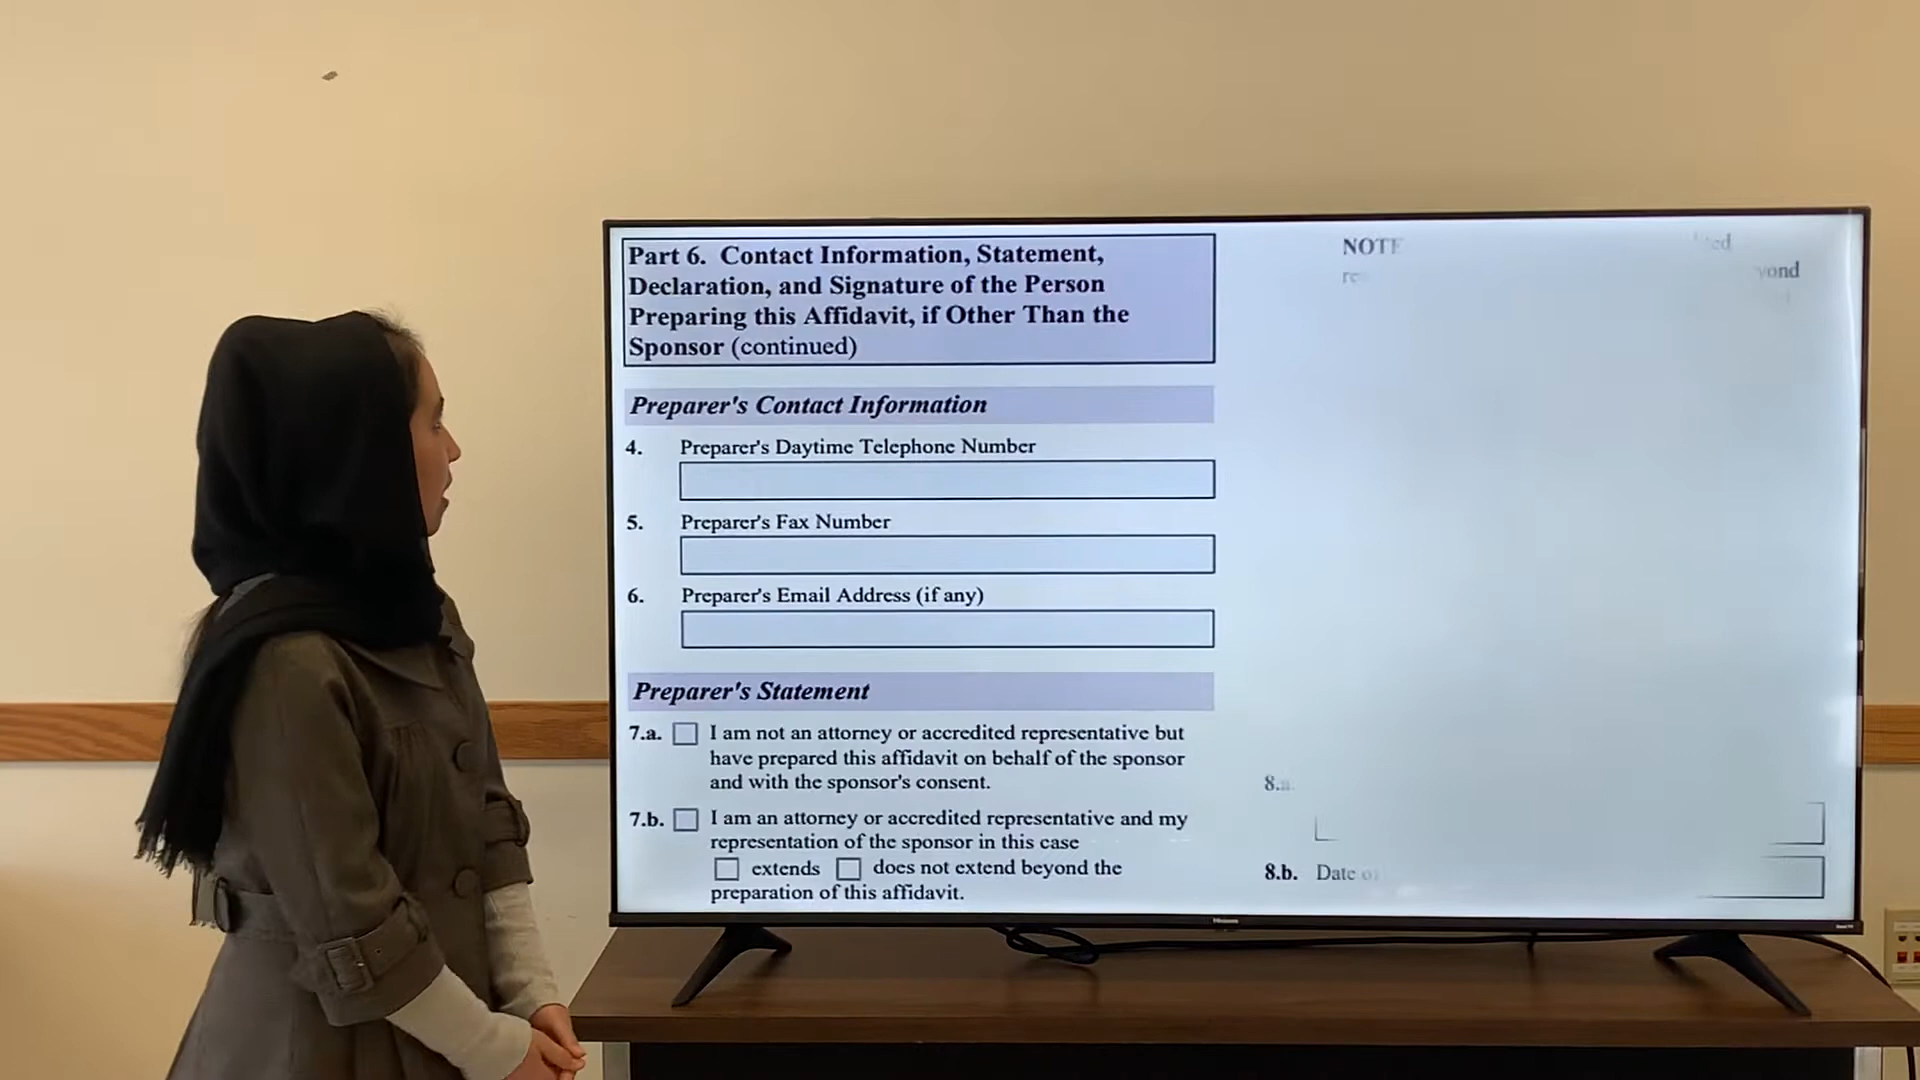 Part 6. Contact Information, Statement,
Declaration, and Signature of the Person
Preparing this Affidavit, if Other Than the
Sponsor (continued)
Preparer's Contact Information
4. Preparer's Daytime Telephone Number
5. Preparer's Fax Number
6. Preparer's Email Address (if any)
Preparer's Statement
7.a. I am not an attorney or accredited representative but
have prepared this affidavit on behalf of the sponsor
and with the sponsor's consent.
7.b. I am an attorney or accredited representative and my
representation of the sponsor in this case
extends does not extend beyond the
preparation of this affidavit.
NOTE
8.a.
8.b. Date
Hisense